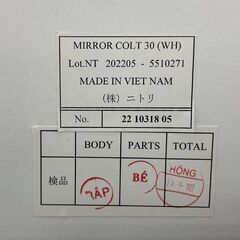 MIRROR COLT 30 (WH)
Lot.NT 202205 - 5510271
MADE IN VIET NAM
(株) ニトリ
No. 22 10318 05
BODY PARTS TOTAL
検品 TẬP BÉ HỒNG